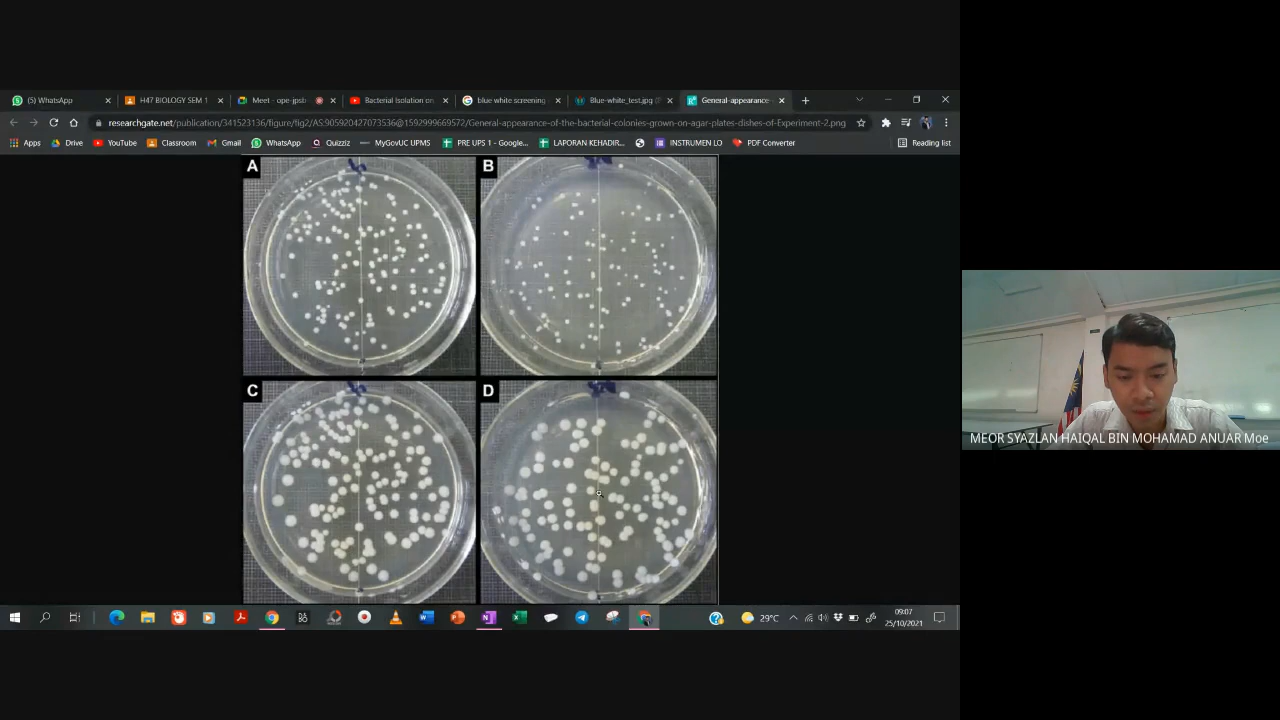 (5) WhatsApp
H47 BIOLOGY SEM 1
Meet - ope-jpsb
Bacterial Isolation on
blue white screening
Blue-white_test.jpg (
General-appearance-
researchgate.net/publication/341523136/figure/fig2/AS:905920427073536@1592999669572/General-appearance-of-the-bacterial-colonies-grown-on-agar-plates-dishes-of-Experiment-2.png
Apps
Drive
YouTube
Classroom
Gmail
WhatsApp
Quizziz
MyGovUC UPMS
PRE UPS 1 - Google...
LAPORAN KEHADIR...
INSTRUMEN LO
PDF Converter
Reading list
A
B
C
D
MEOR SYAZLAN HAIQAL BIN MOHAMAD ANUAR Moe
29°C
09:07
25/10/2021